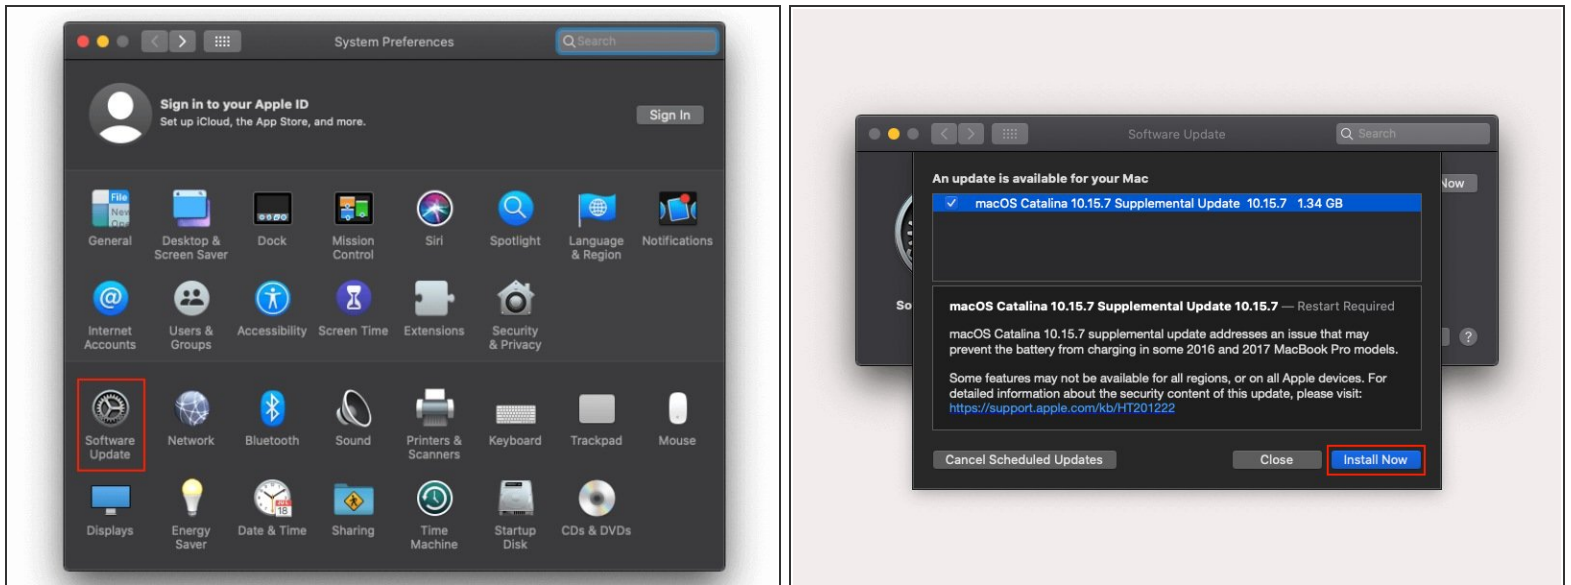 System Preferences
Search
Sign in to your Apple ID
Set up iCloud, the App Store, and more.
Sign In
File
New
General
Desktop &
Screen Saver
Dock
Mission
Control
Siri
Spotlight
Language
& Region
Notifications
Internet
Accounts
Users &
Groups
Accessibility
Screen Time
Extensions
Security
& Privacy
Software
Update
Network
Bluetooth
Sound
Printers &
Scanners
Keyboard
Trackpad
Mouse
Displays
Energy
Saver
18
Date & Time
Sharing
Time
Machine
Startup
Disk
CDs & DVDs
Software Update
Search
Now
So
An update is available for your Mac
macOS Catalina 10.15.7 Supplemental Update 10.15.7 1.34 GB
macOS Catalina 10.15.7 Supplemental Update 10.15.7 — Restart Required
macOS Catalina 10.15.7 supplemental update addresses an issue that may
prevent the battery from charging in some 2016 and 2017 MacBook Pro models.
Some features may not be available for all regions, or on all Apple devices. For
detailed information about the security content of this update, please visit:
https://support.apple.com/kb/HT201222
?
Cancel Scheduled Updates
Close
Install Now